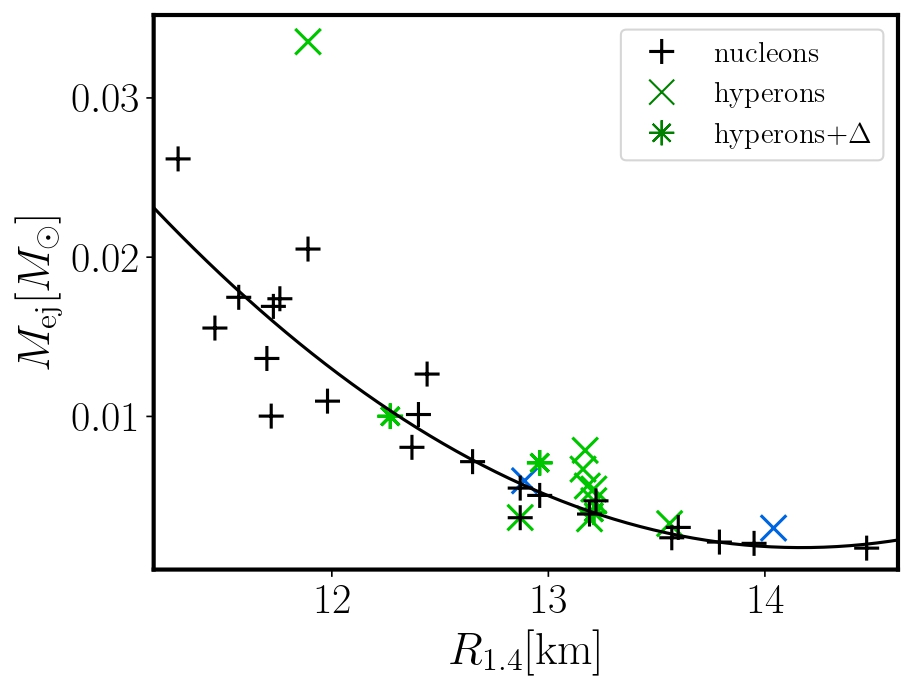 nucleons
hyperons
hyperons+Δ
0.03
0.02
0.01
M_ej[M_⊙]
12 13 14
R_1.4[km]